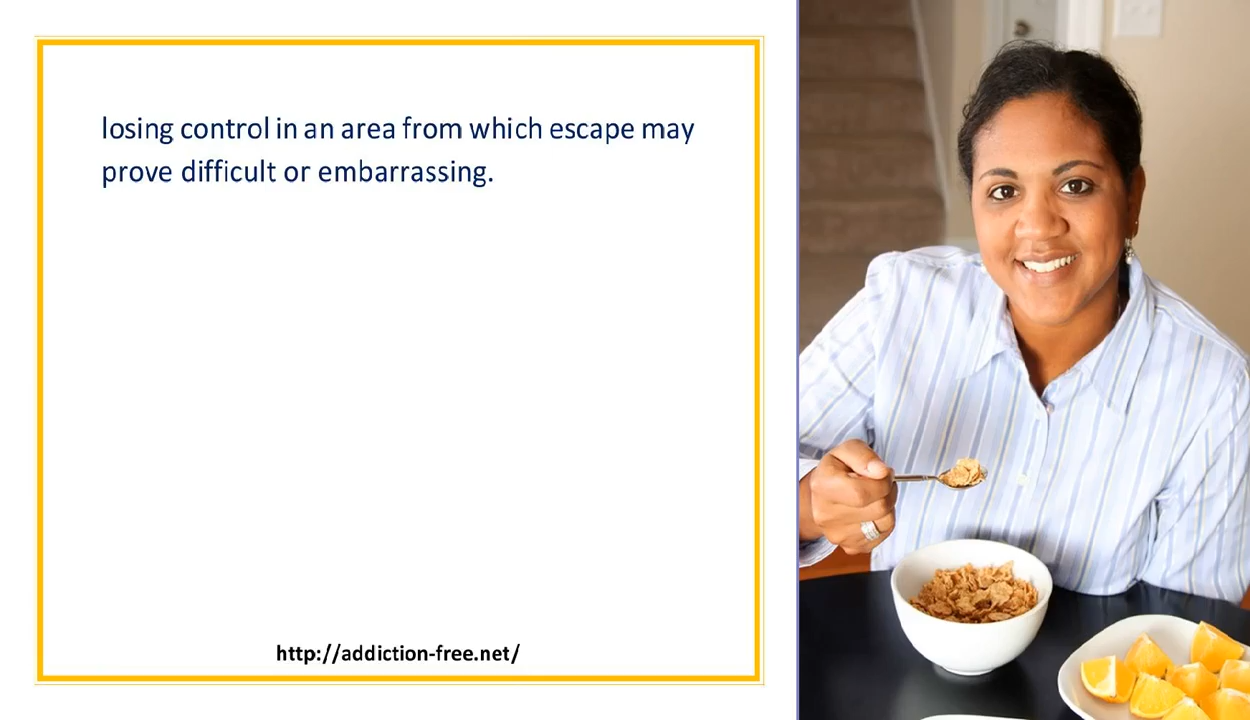 losing control in an area from which escape may
prove difficult or embarrassing.
http://addiction-free.net/